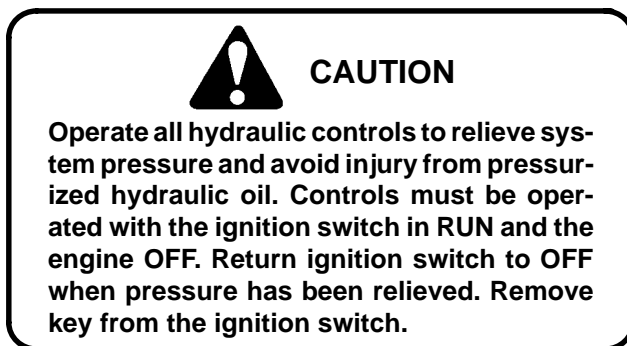 CAUTION
Operate all hydraulic controls to relieve sys-
tem pressure and avoid injury from pressur-
ized hydraulic oil. Controls must be oper-
ated with the ignition switch in RUN and the
engine OFF. Return ignition switch to OFF
when pressure has been relieved. Remove
key from the ignition switch.